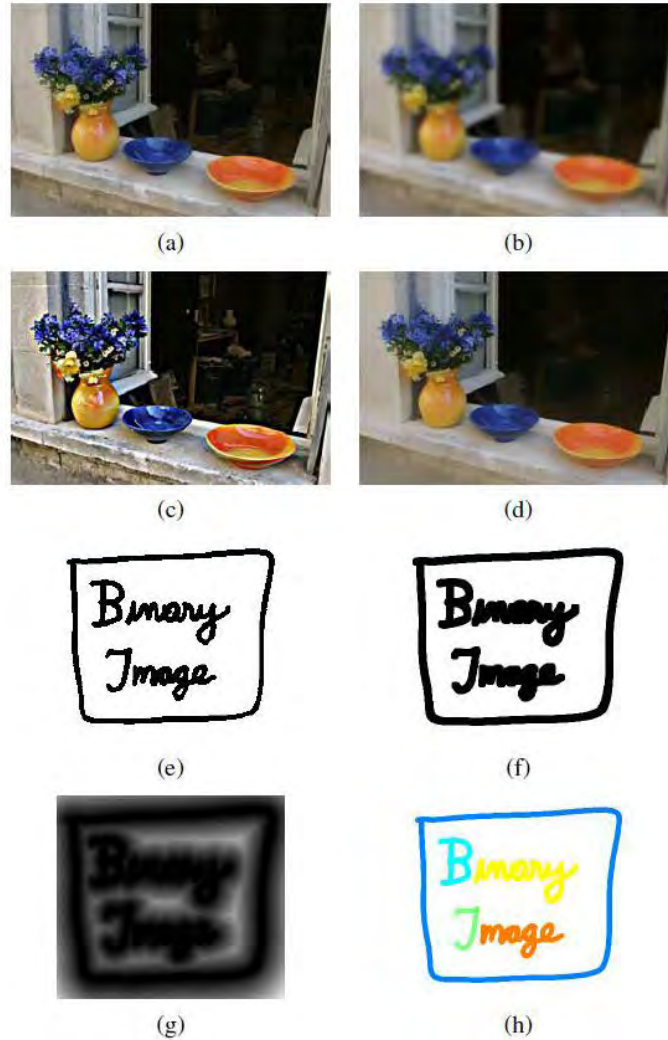 (a) (b)
(c) (d)
Binary
Image
Binary
Image
(e) (f)
Binary
Image
Binary
Image
(g) (h)